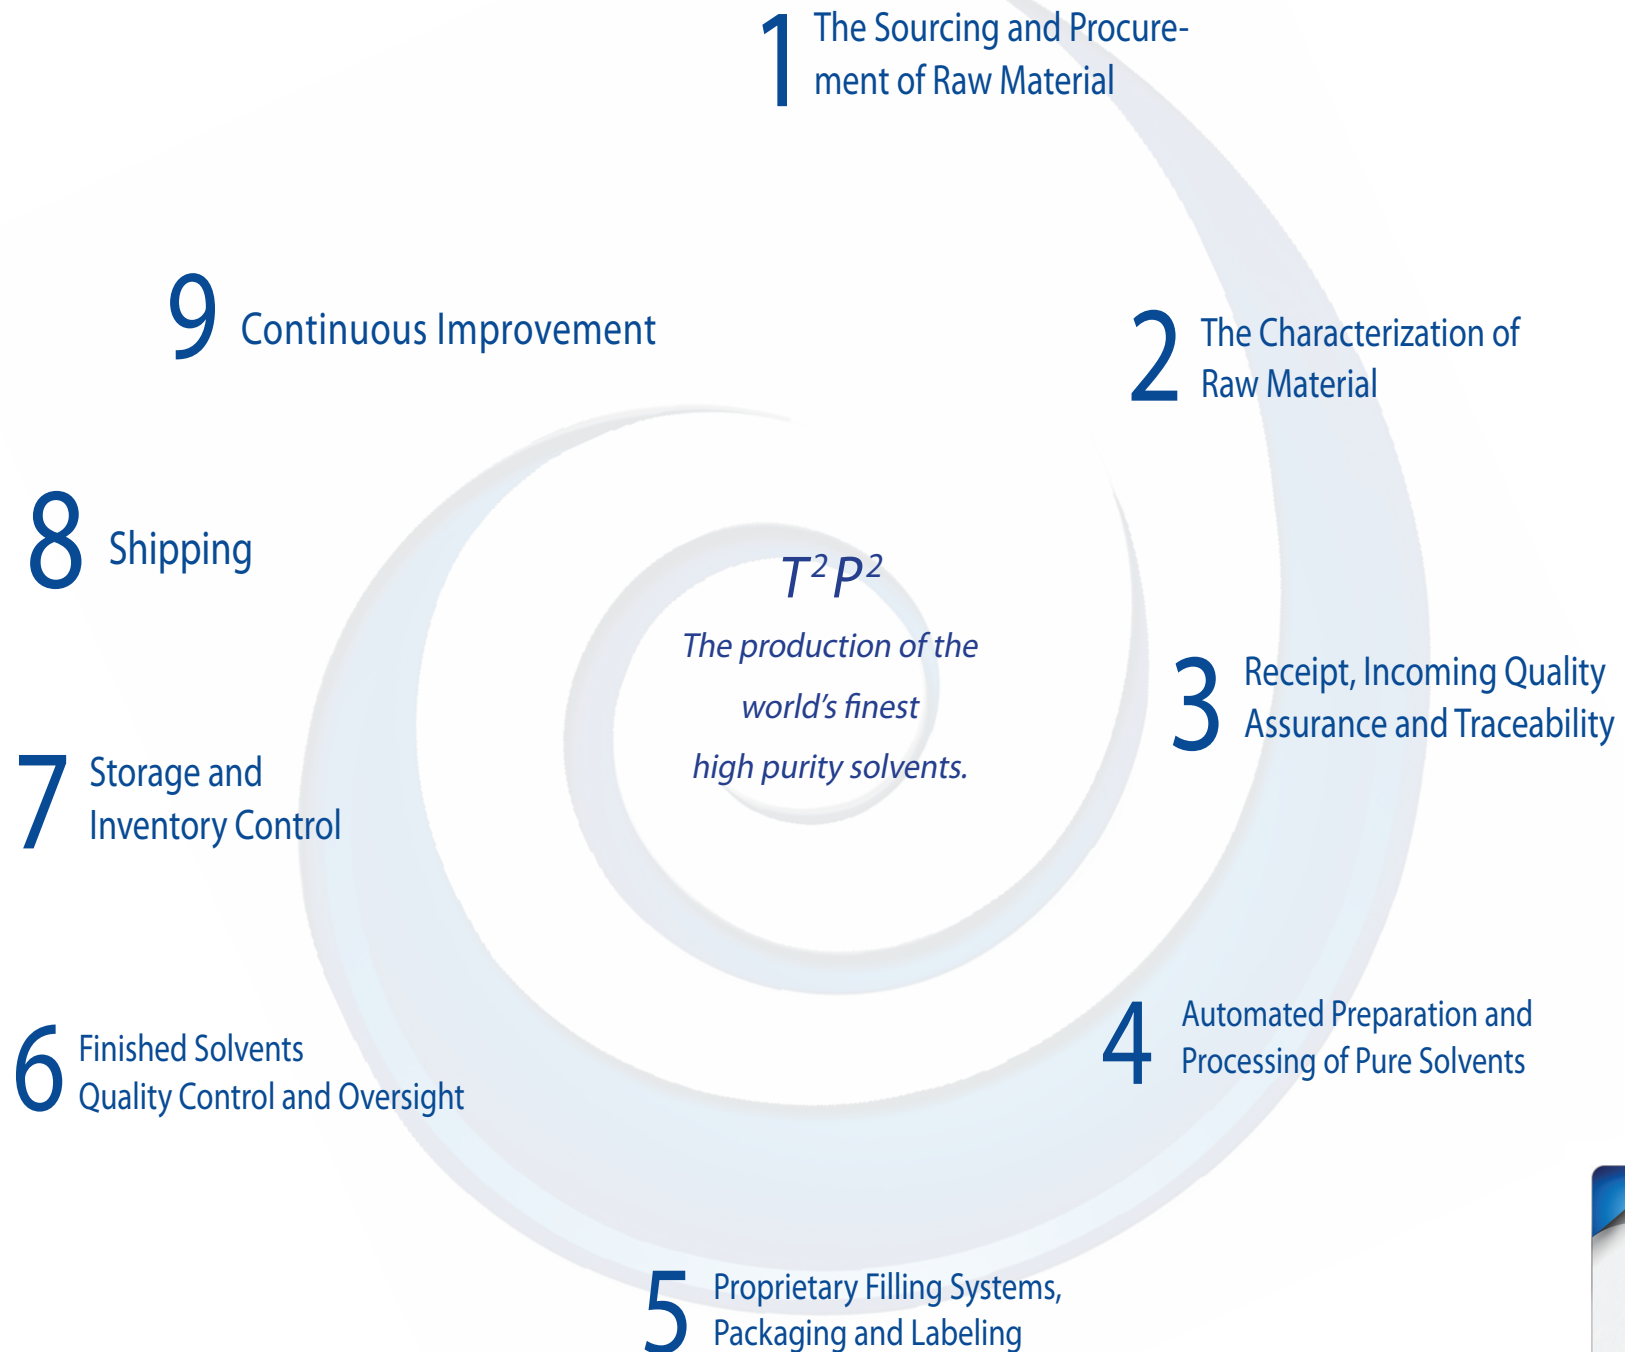 1 The Sourcing and Procure-
ment of Raw Material
2 The Characterization of
Raw Material
3 Receipt, Incoming Quality
Assurance and Traceability
4 Automated Preparation and
Processing of Pure Solvents
5 Proprietary Filling Systems,
Packaging and Labeling
6 Finished Solvents
Quality Control and Oversight
7 Storage and
Inventory Control
8 Shipping
9 Continuous Improvement
T² P²
The production of the
world’s finest
high purity solvents.